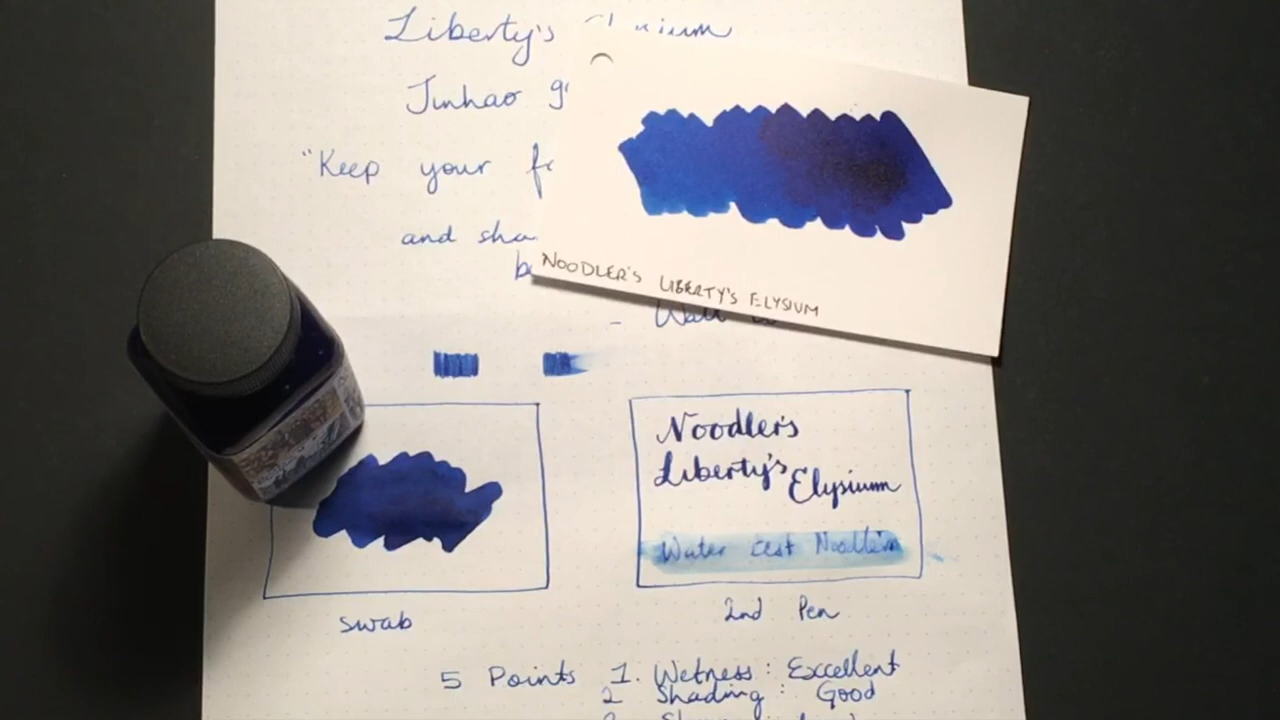 Liberty's
Jinhao
"Keep your
and
NOODLER'S LIBERTY'S ELYSIUM
Noodler's
Liberty's Elysium
Water test Noodler's
swab
2nd Pen
5 Points 1. Wetness: Excellent
2 Shading: Good